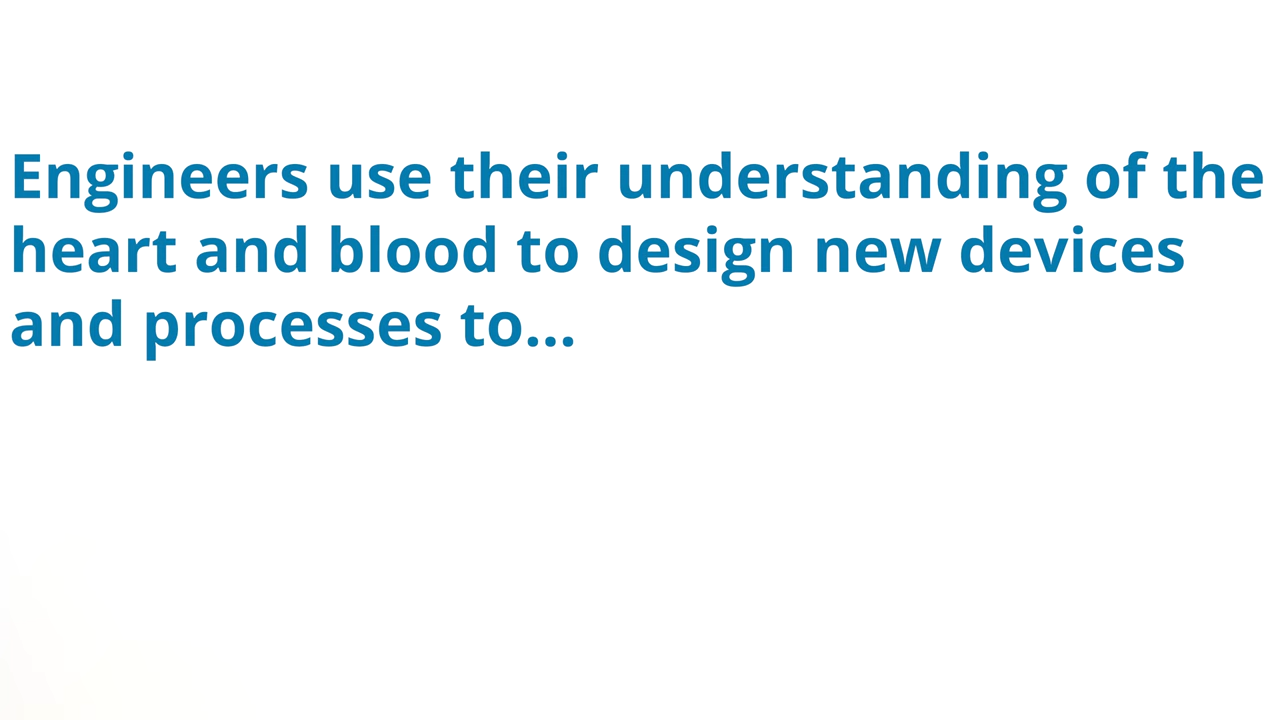 Engineers use their understanding of the
heart and blood to design new devices
and processes to...